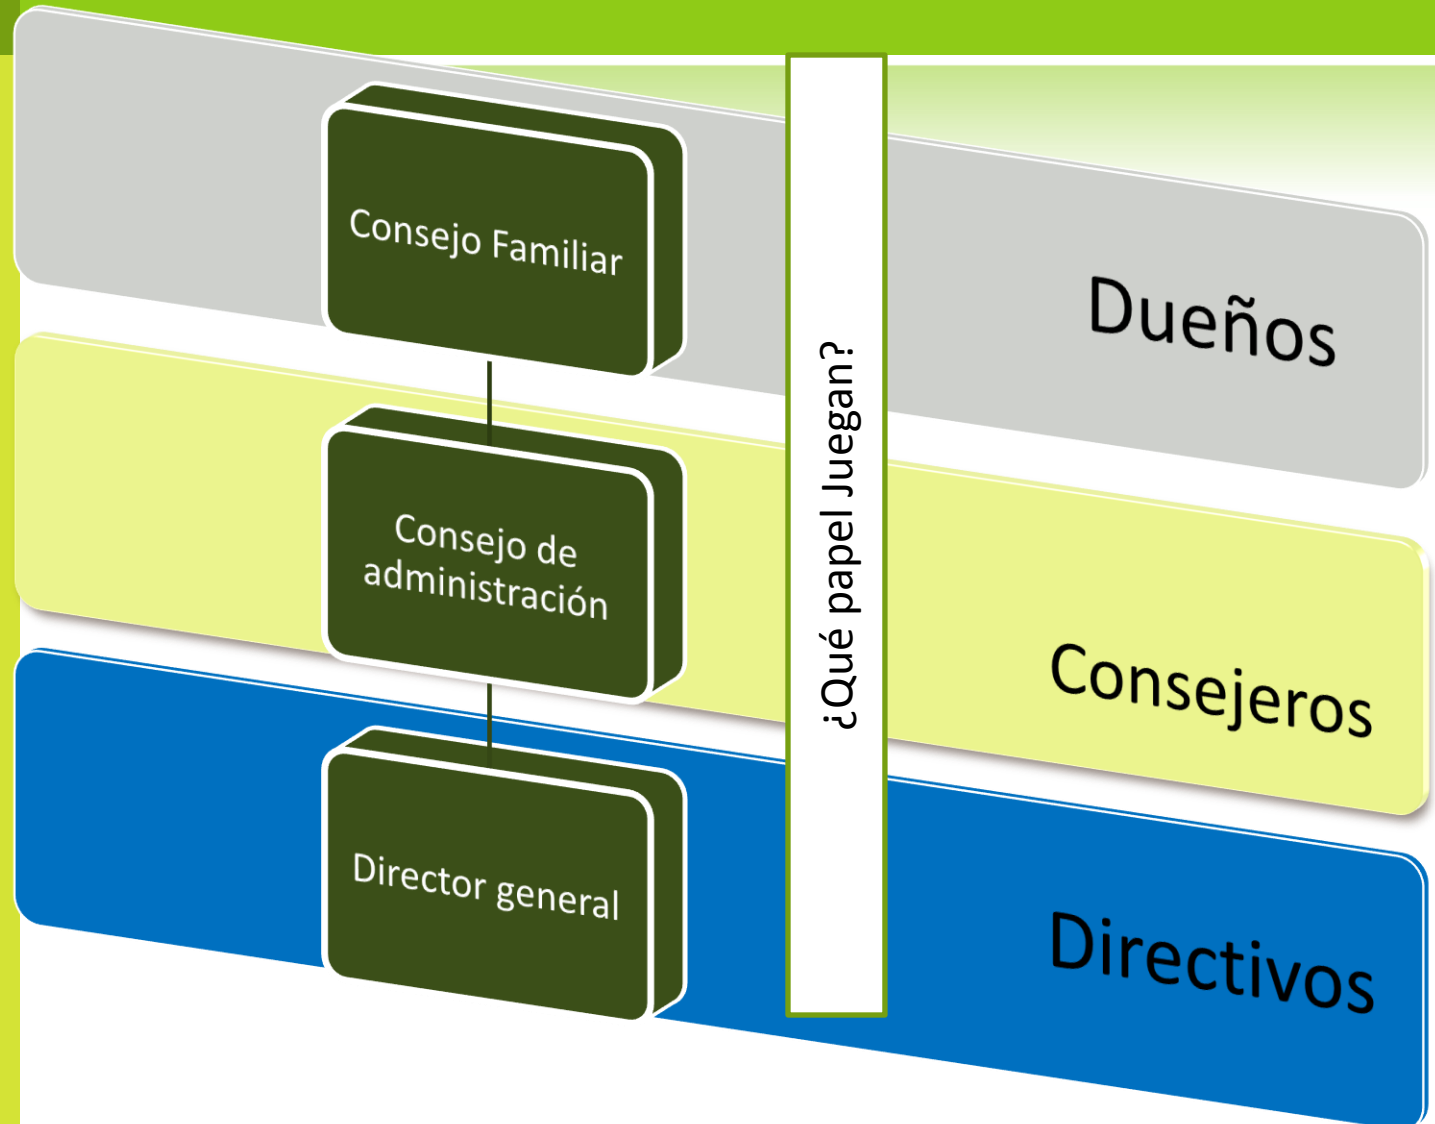 Consejo Familiar
Dueños
¿Qué papel Juegan?
Consejo de
administración
Consejeros
Director general
Directivos